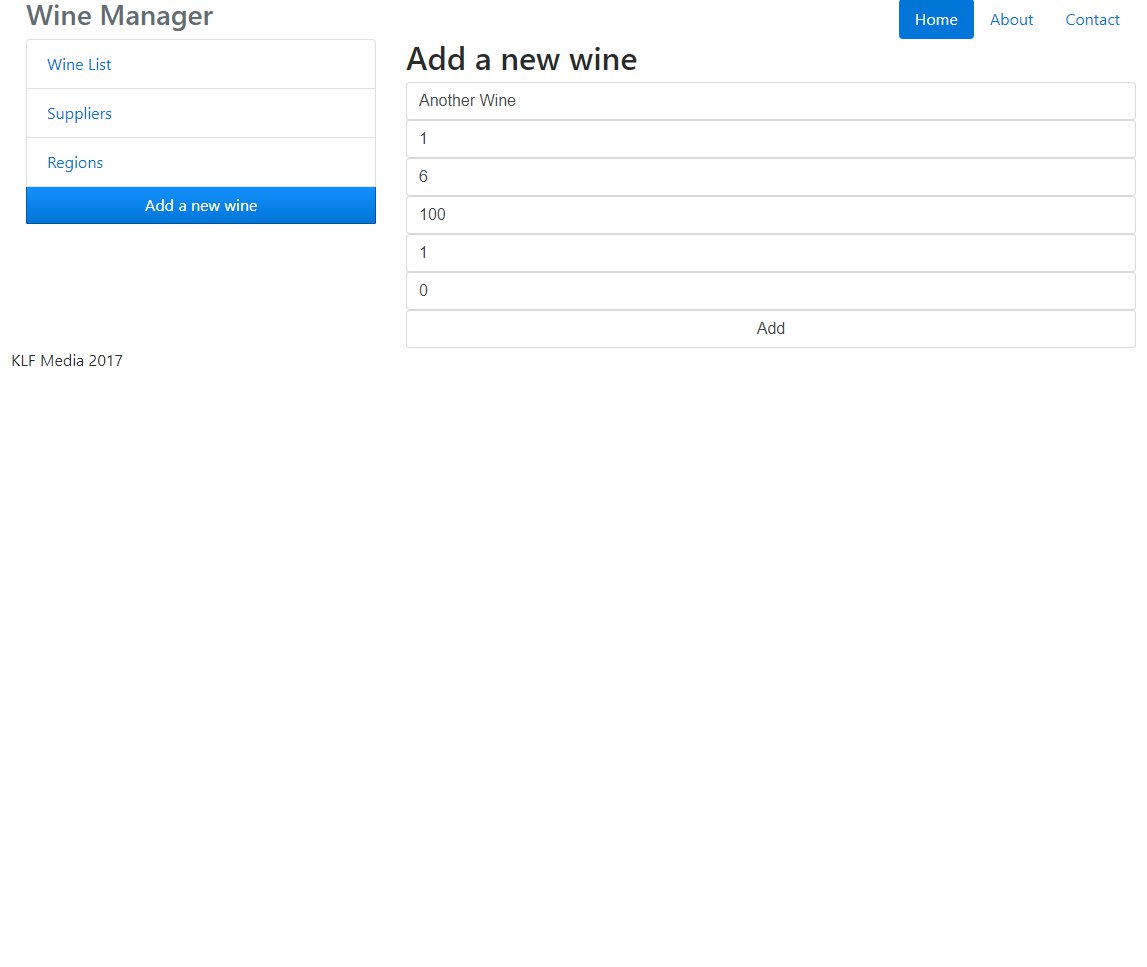 Wine Manager
Home About Contact
Wine List
Suppliers
Regions
Add a new wine
Add a new wine
Another Wine
1
6
100
1
0
Add
KLF Media 2017